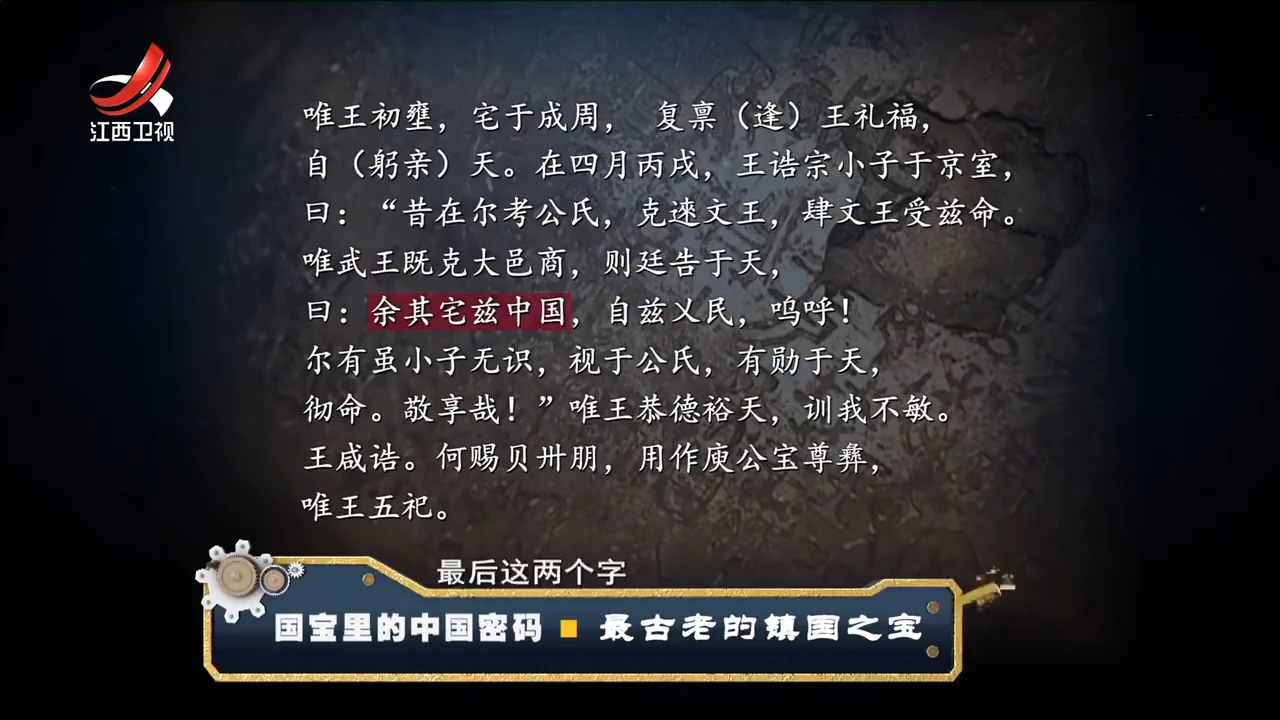 江西卫视
唯王初壅，宅于成周， 复禀（逢）王礼福，
自（躬亲）天。在四月丙戌，王诰宗小子于京室，
曰：“昔在尔考公氏，克逨文王，肆文王受兹命。
唯武王既克大邑商，则廷告于天，
曰：余其宅兹中国，自兹乂民，呜呼！
尔有虽小子无识，视于公氏，有勋于天，
彻命。敬享哉！”唯王恭德裕天，训我不敏。
王咸诰。何赐贝卅朋，用作庾公宝尊彝，
唯王五祀。
最后这两个字
国宝里的中国密码 ■ 最古老的镇国之宝